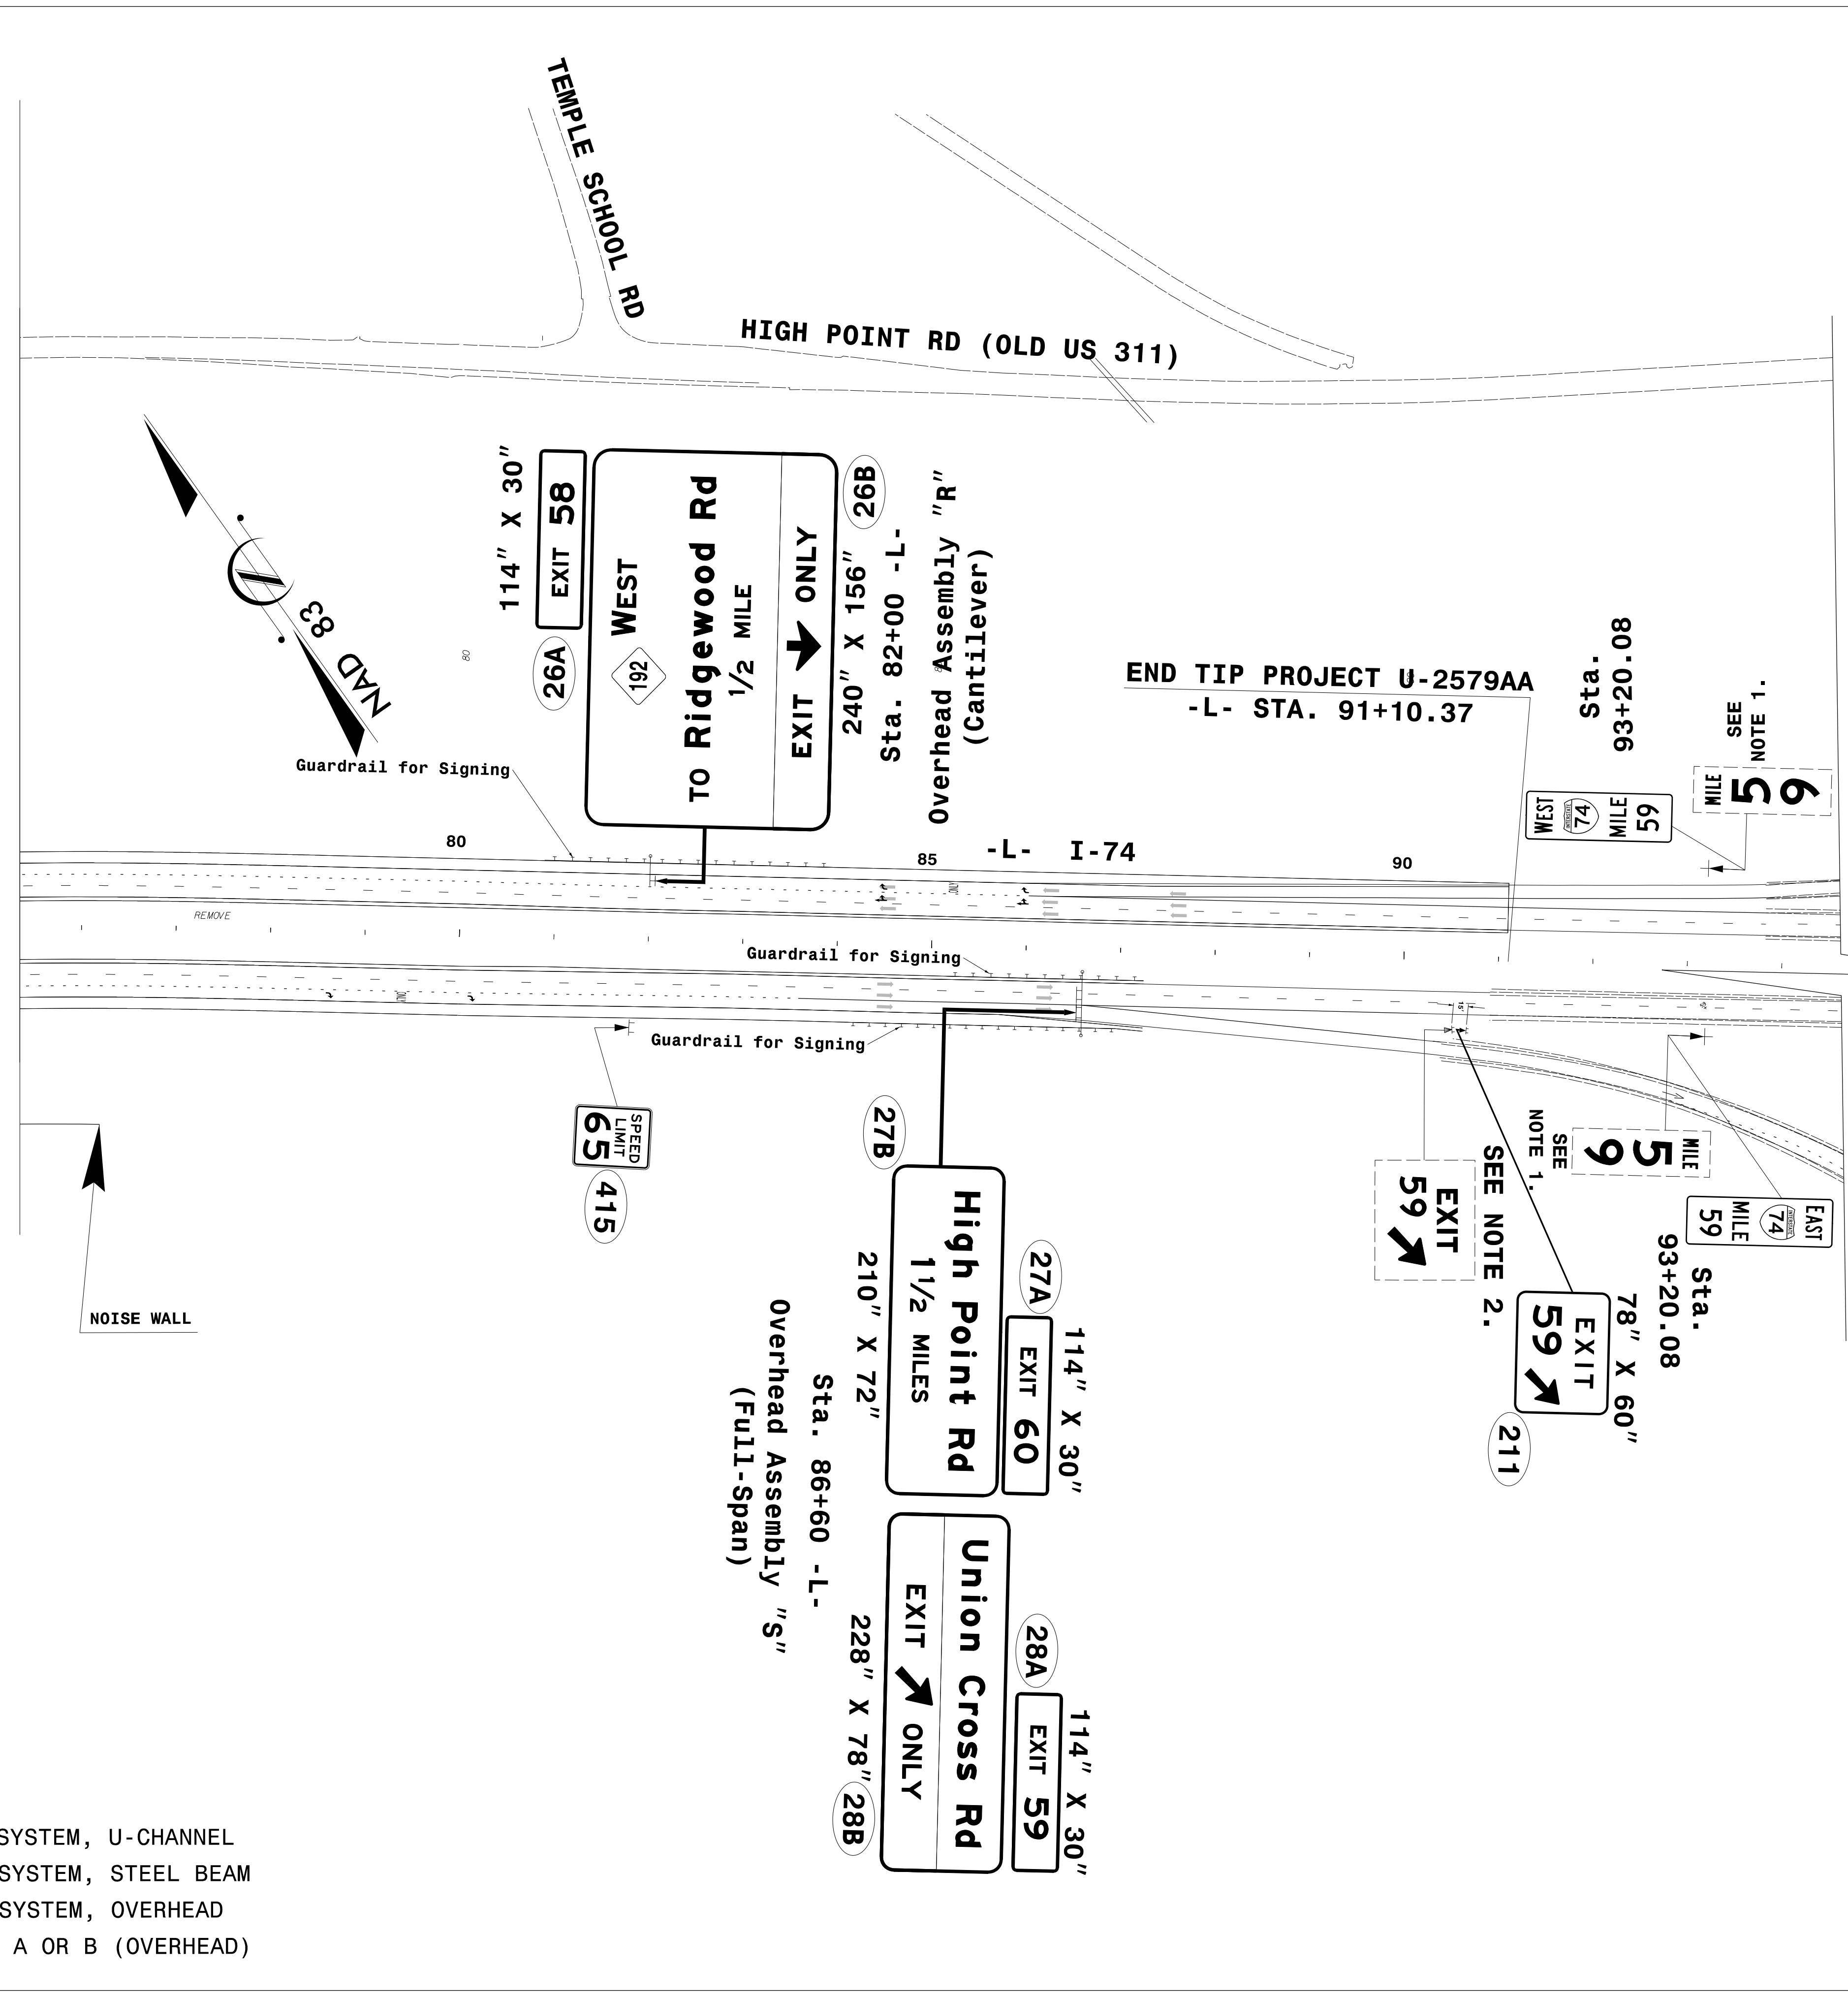 TEMPLE SCHOOL RD
HIGH POINT RD (OLD US 311)
NAD 83
114" X 30"
EXIT 58
26A
WEST
192
TO Ridgewood Rd
1/2 MILE
EXIT ONLY
26B
240" X 156"
Sta. 82+00 -L-
Overhead Assembly "R"
(Cantilever)
80
END TIP PROJECT U-2579AA
-L- STA. 91+10.37
Sta.
93+20.08
SEE
NOTE 1.
MILE
59
WEST
INTERSTATE
74
MILE
59
Guardrail for Signing
80
85
-L- I-74
90
ONLY
REMOVE
Guardrail for Signing
ONLY
15'
Guardrail for Signing
SPEED
LIMIT
65
415
27B
High Point Rd
1 1/2 MILES
210" X 72"
27A
EXIT 60
114" X 30"
Sta. 86+60 -L-
Overhead Assembly "S"
(Full-Span)
Union Cross Rd
EXIT ONLY
228" X 78"
28B
28A
EXIT 59
114" X 30"
EXIT
59
SEE NOTE 2.
SEE
NOTE 1.
MILE
59
EAST
INTERSTATE
74
MILE
59
Sta.
93+20.08
78" X 60"
EXIT
59
211
NOISE WALL
SYSTEM, U-CHANNEL
SYSTEM, STEEL BEAM
SYSTEM, OVERHEAD
A OR B (OVERHEAD)